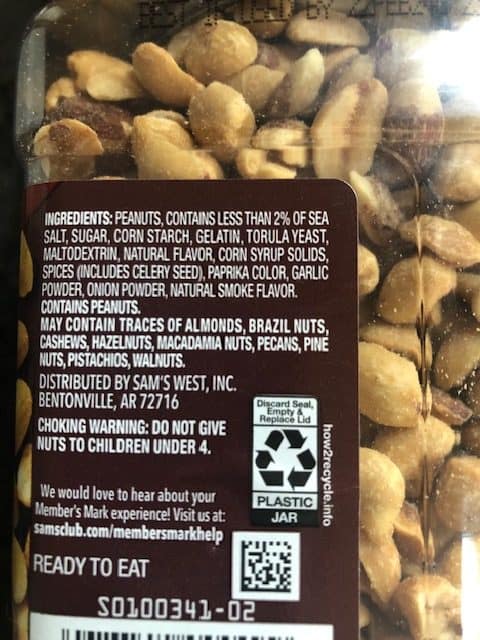 BEST IF USED BY
INGREDIENTS: PEANUTS, CONTAINS LESS THAN 2% OF SEA
SALT, SUGAR, CORN STARCH, GELATIN, TORULA YEAST,
MALTODEXTRIN, NATURAL FLAVOR, CORN SYRUP SOLIDS,
SPICES (INCLUDES CELERY SEED), PAPRIKA COLOR, GARLIC
POWDER, ONION POWDER, NATURAL SMOKE FLAVOR.
CONTAINS PEANUTS.
MAY CONTAIN TRACES OF ALMONDS, BRAZIL NUTS,
CASHEWS, HAZELNUTS, MACADAMIA NUTS, PECANS, PINE
NUTS, PISTACHIOS, WALNUTS.
DISTRIBUTED BY SAM'S WEST, INC.
BENTONVILLE, AR 72716
CHOKING WARNING: DO NOT GIVE
NUTS TO CHILDREN UNDER 4.
Discard Seal,
Empty &
Replace Lid
PLASTIC
JAR
how2recycle.info
We would love to hear about your
Member's Mark experience! Visit us at:
samsclub.com/membersmarkhelp
READY TO EAT
SO100341-02